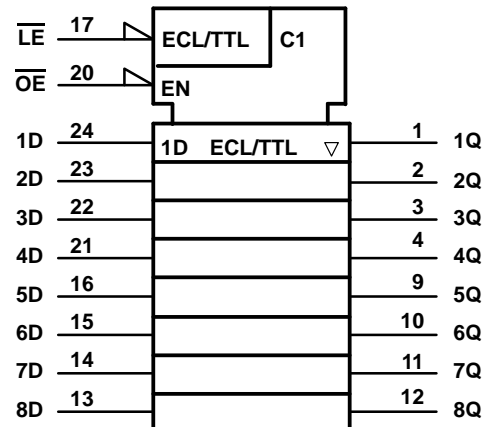 LE 17 ECL/TTL C1
OE 20 EN
1D 24 1D ECL/TTL ▽ 1 1Q
2D 23 2 2Q
3D 22 3 3Q
4D 21 4 4Q
5D 16 9 5Q
6D 15 10 6Q
7D 14 11 7Q
8D 13 12 8Q